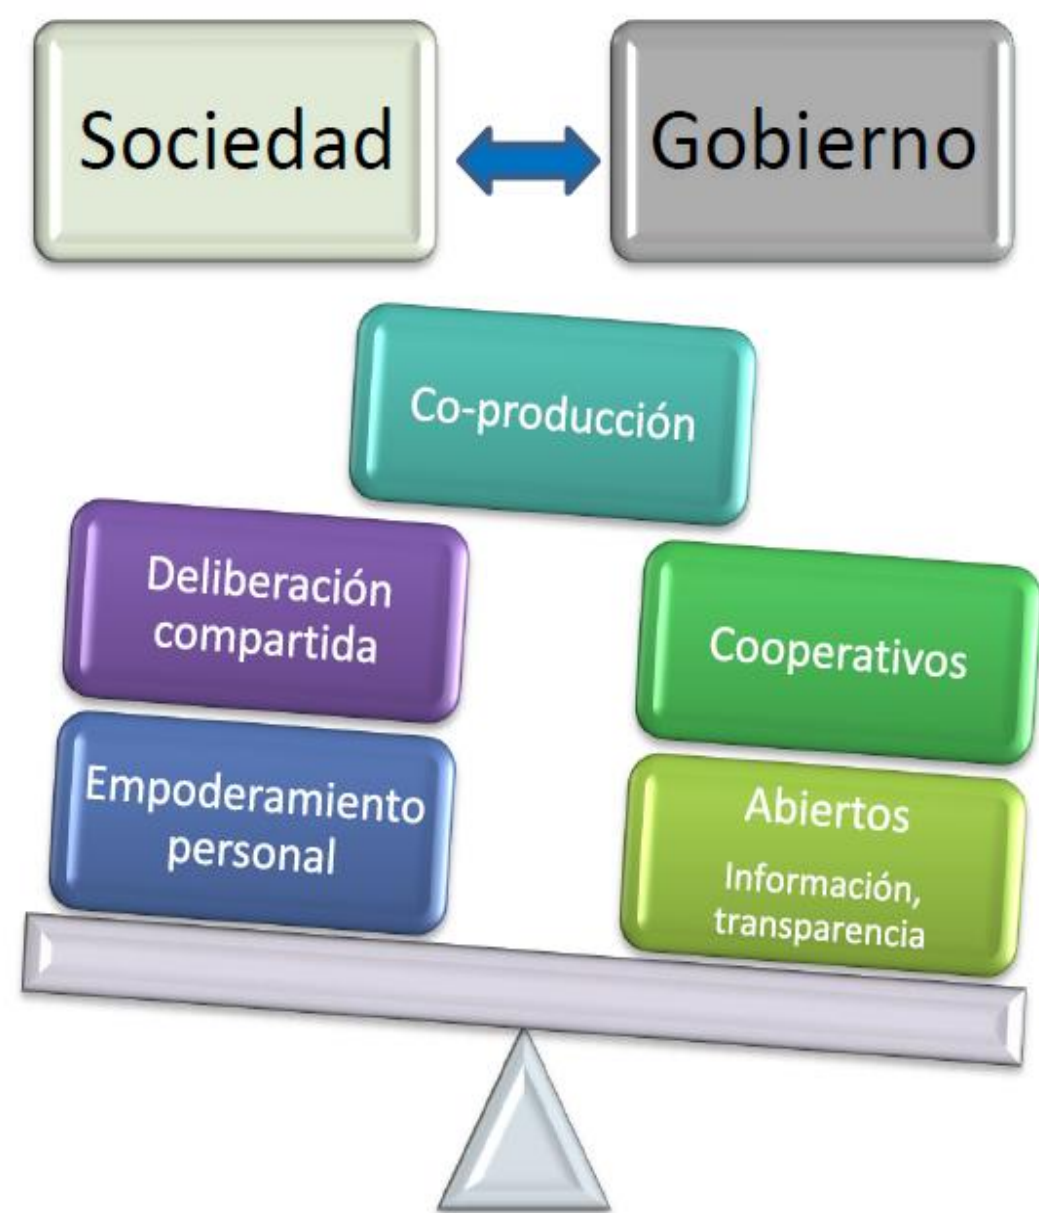 Sociedad
Gobierno
Co-producción
Deliberación
compartida
Cooperativos
Empoderamiento
personal
Abiertos
Información,
transparencia